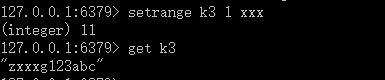 127.0.0.1:6379> setrange k3 1 xxx
(integer) 11
127.0.0.1:6379> get k3
"zxxxg123abc"